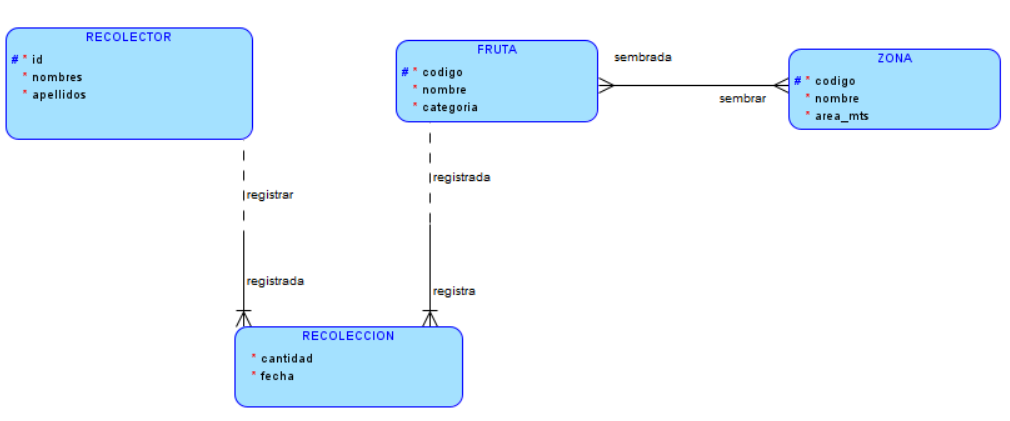 RECOLECTOR
# * id
* nombres
* apellidos
FRUTA
# * codigo
* nombre
* categoria
sembrada
sembrar
ZONA
# * codigo
* nombre
* area_mts
registrar
registrada
registrada
registra
RECOLECCION
* cantidad
* fecha